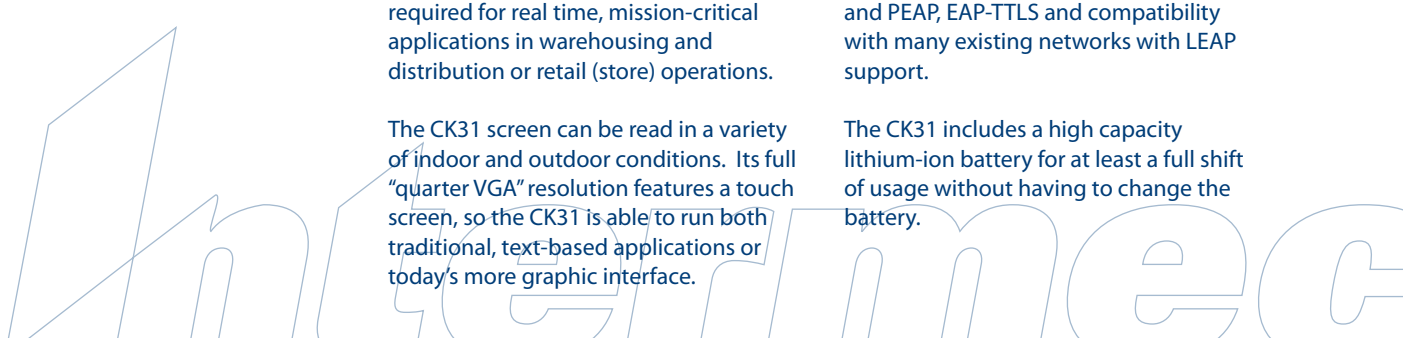 required for real time, mission-critical
applications in warehousing and
distribution or retail (store) operations.
The CK31 screen can be read in a variety
of indoor and outdoor conditions.  Its full
“quarter VGA” resolution features a touch
screen, so the CK31 is able to run both
traditional, text-based applications or
today’s more graphic interface.
and PEAP, EAP-TTLS and compatibility
with many existing networks with LEAP
support.
The CK31 includes a high capacity
lithium-ion battery for at least a full shift
of usage without having to change the
battery.
Intermec